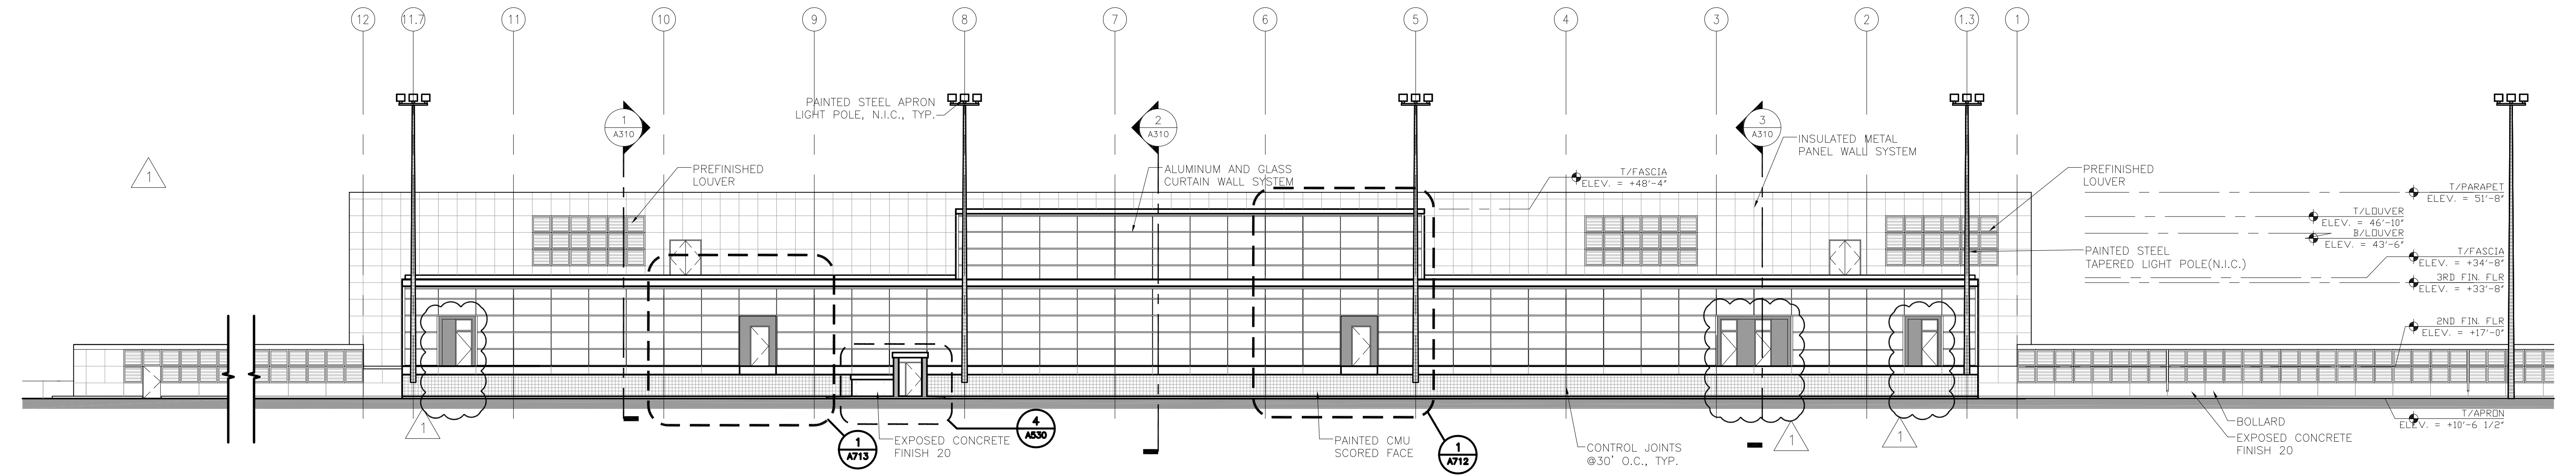 12
11.7
11
10
9
8
7
6
5
4
3
2
1.3
1
PAINTED STEEL APRON
LIGHT POLE, N.I.C., TYP.
1
A310
2
A310
3
A310
INSULATED METAL
PANEL WALL SYSTEM
1
PREFINISHED
LOUVER
ALUMINUM AND GLASS
CURTAIN WALL SYSTEM
T/FASCIA
ELEV. = +48'-4"
PREFINISHED
LOUVER
T/PARAPET
ELEV. = 51'-8"
T/LOUVER
ELEV. = 46'-10"
B/LOUVER
ELEV. = 43'-6"
PAINTED STEEL
TAPERED LIGHT POLE(N.I.C.)
T/FASCIA
ELEV. = +34'-8"
3RD FIN. FLR
ELEV. = +33'-8"
2ND FIN. FLR
ELEV. = +17'-0"
T/APRON
ELEV. = +10'-6 1/2"
1
1
A713
EXPOSED CONCRETE
FINISH 20
4
A530
PAINTED CMU
SCORED FACE
1
A712
CONTROL JOINTS
@30' O.C., TYP.
1
1
BOLLARD
EXPOSED CONCRETE
FINISH 20